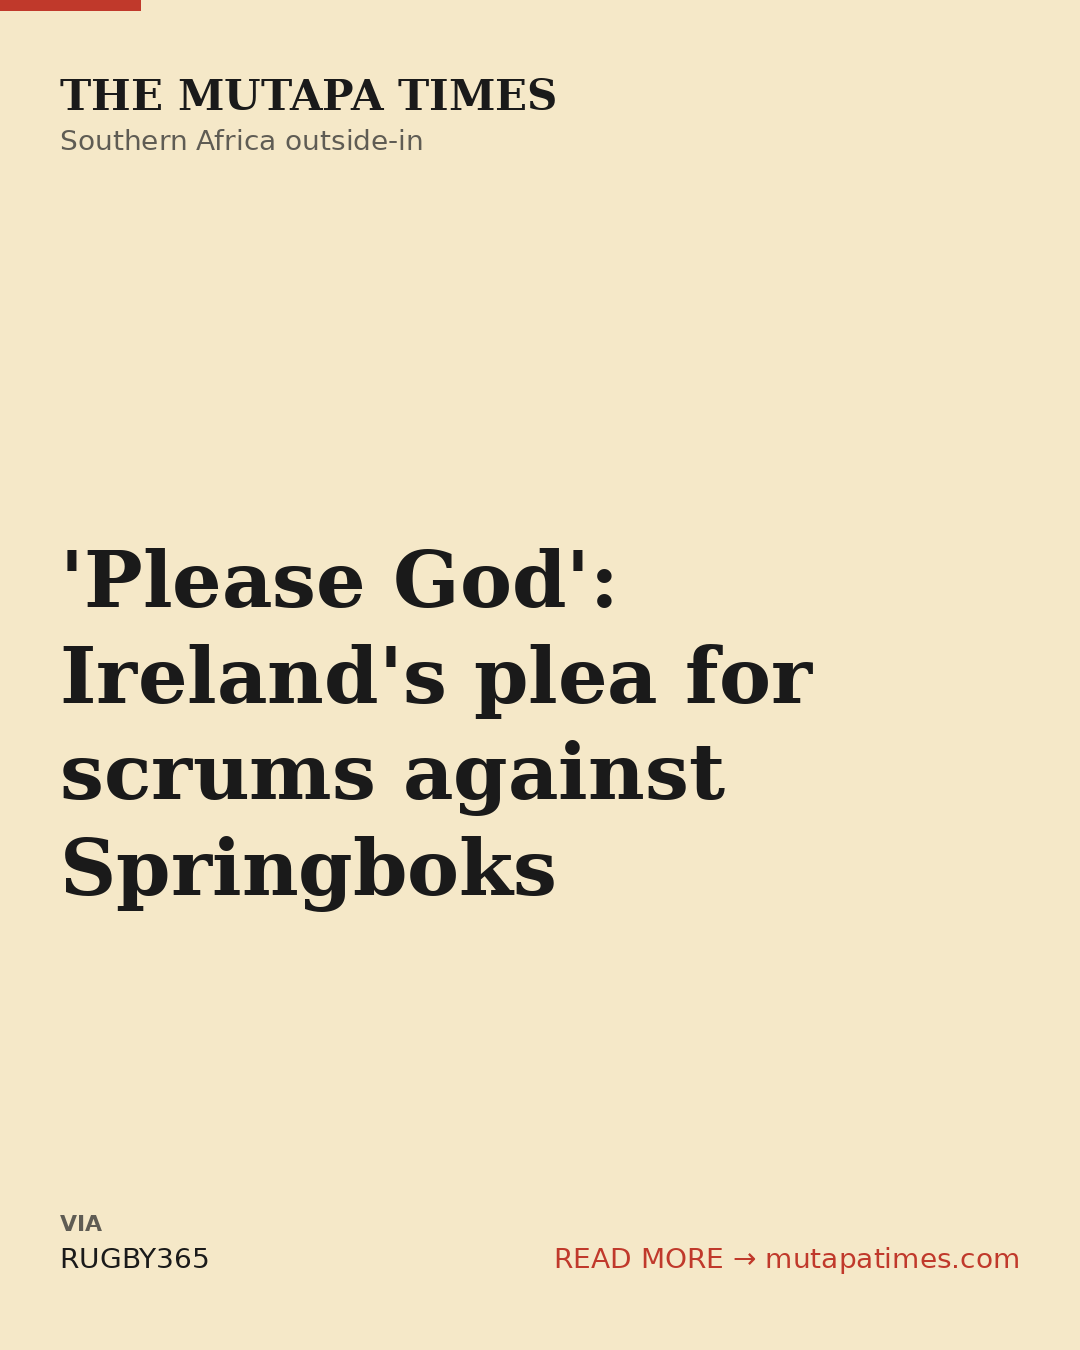 THE MUTAPA TIMES
Southern Africa outside-in
'Please God':
Ireland's plea for
scrums against
Springboks
VIA
RUGBY365
READ MORE → mutapatimes.com